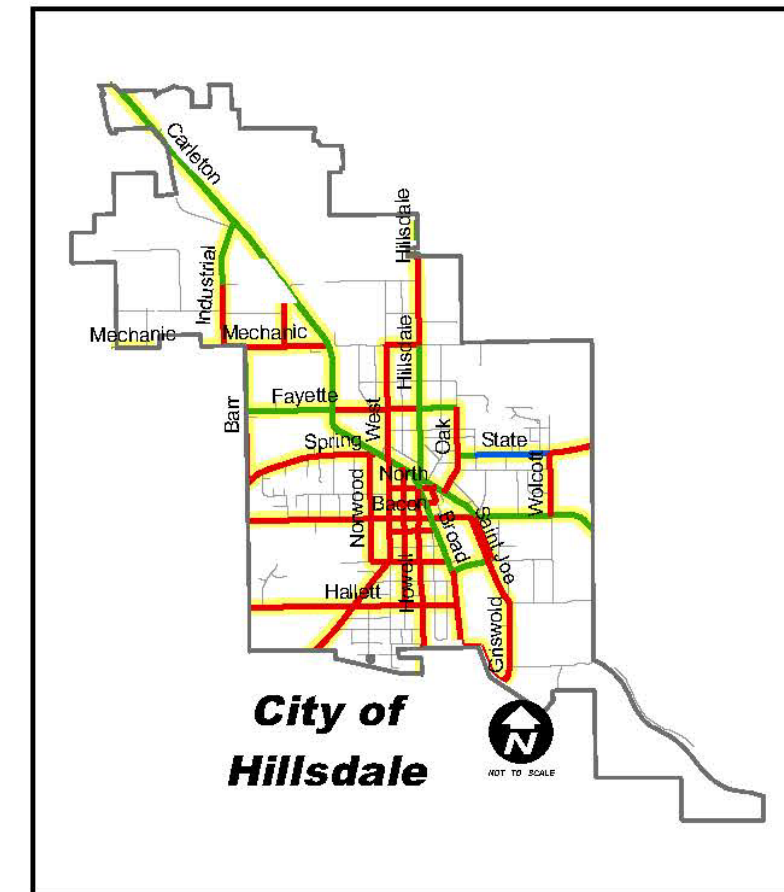 Carleton
Hillsdale
Industrial
Mechanic
Mechanic
Hillsdale
Barr
Fayette
West
Oak
State
Spring
North
Wolcott
Norwood
Bacon
Broad
Saint Joe
Hallett
Howell
Griswold
City of
Hillsdale
N
NOT TO SCALE